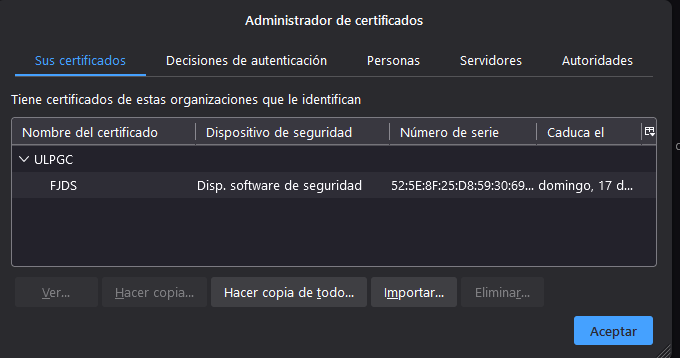 Administrador de certificados
Sus certificados Decisiones de autenticación Personas Servidores Autoridades
Tiene certificados de estas organizaciones que le identifican
Nombre del certificado Dispositivo de seguridad Número de serie Caduca el
ULPGC
FJDS Disp. software de seguridad 52:5E:8F:25:D8:59:30:69... domingo, 17 d...
Ver... Hacer copia... Hacer copia de todo... Importar... Eliminar...
Aceptar